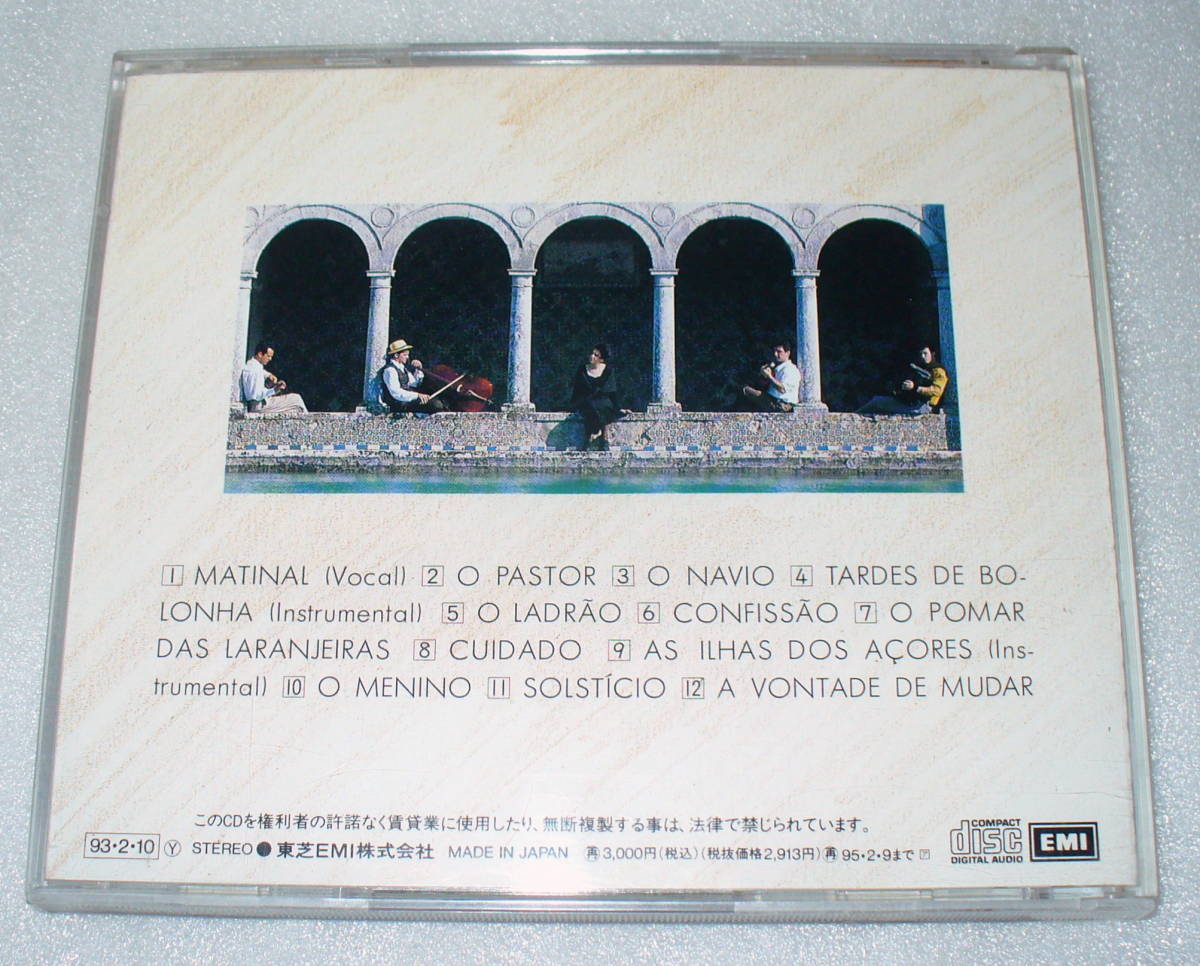 1 MATINAL (Vocal) 2 O PASTOR 3 O NAVIO 4 TARDES DE BO-
LONHA (Instrumental) 5 O LADRÃO 6 CONFISSÃO 7 O POMAR
DAS LARANJEIRAS 8 CUIDADO 9 AS ILHAS DOS AÇORES (Ins-
trumental) 10 O MENINO 11 SOLSTÍCIO 12 A VONTADE DE MUDAR
このCDを権利者の許諾なく賃貸業に使用したり、無断複製する事は、法律で禁じられています。
93・2・10 Ⓨ STEREO ● 東芝EMI株式会社 MADE IN JAPAN 再 3,000円(税込)(税抜価格2,913円) 再 95・2・9まで
COMPACT
disc
DIGITAL AUDIO
EMI